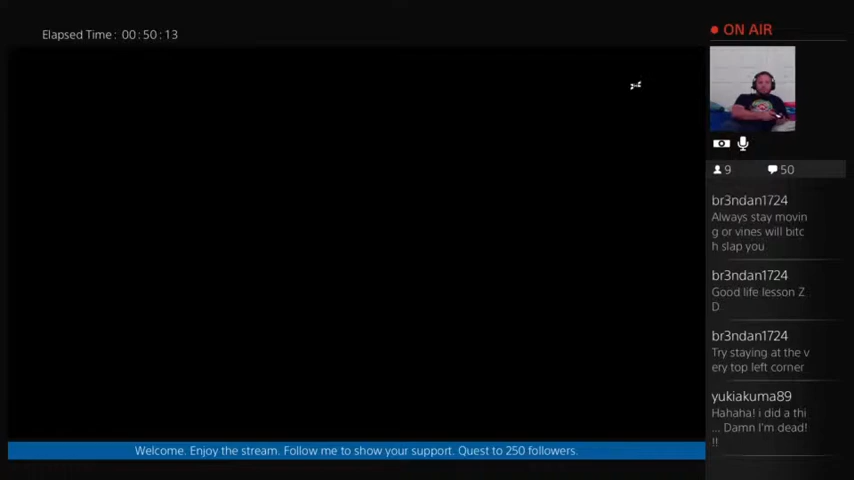 Elapsed Time: 00:50:13
ON AIR
9
50
br3ndan1724
Always stay movin
g or vines will bitc
h slap you
br3ndan1724
Good life lesson Z
D
br3ndan1724
Try staying at the v
ery top left corner
yukiakuma89
Hahaha! i did a thi
... Damn I'm dead!
!!
Welcome. Enjoy the stream. Follow me to show your support. Quest to 250 followers.